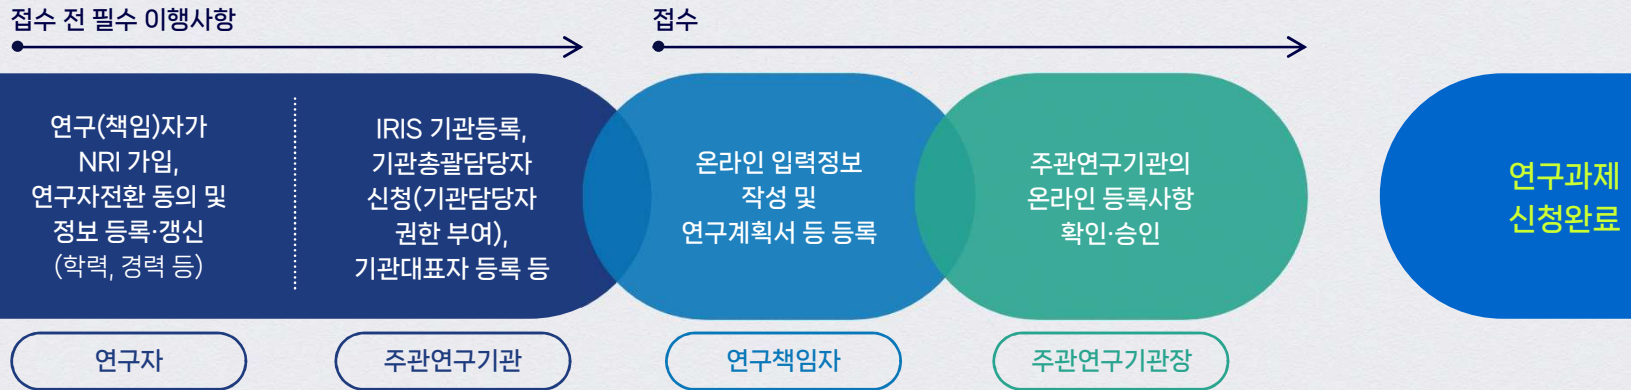 접수 전 필수 이행사항
접수
연구(책임)자가
NRI 가입,
연구자전환 동의 및
정보 등록·갱신
(학력, 경력 등)
IRIS 기관등록,
기관총괄담당자
신청(기관담당자
권한 부여),
기관대표자 등록 등
온라인 입력정보
작성 및
연구계획서 등 등록
주관연구기관의
온라인 등록사항
확인·승인
연구과제
신청완료
연구자
주관연구기관
연구책임자
주관연구기관장